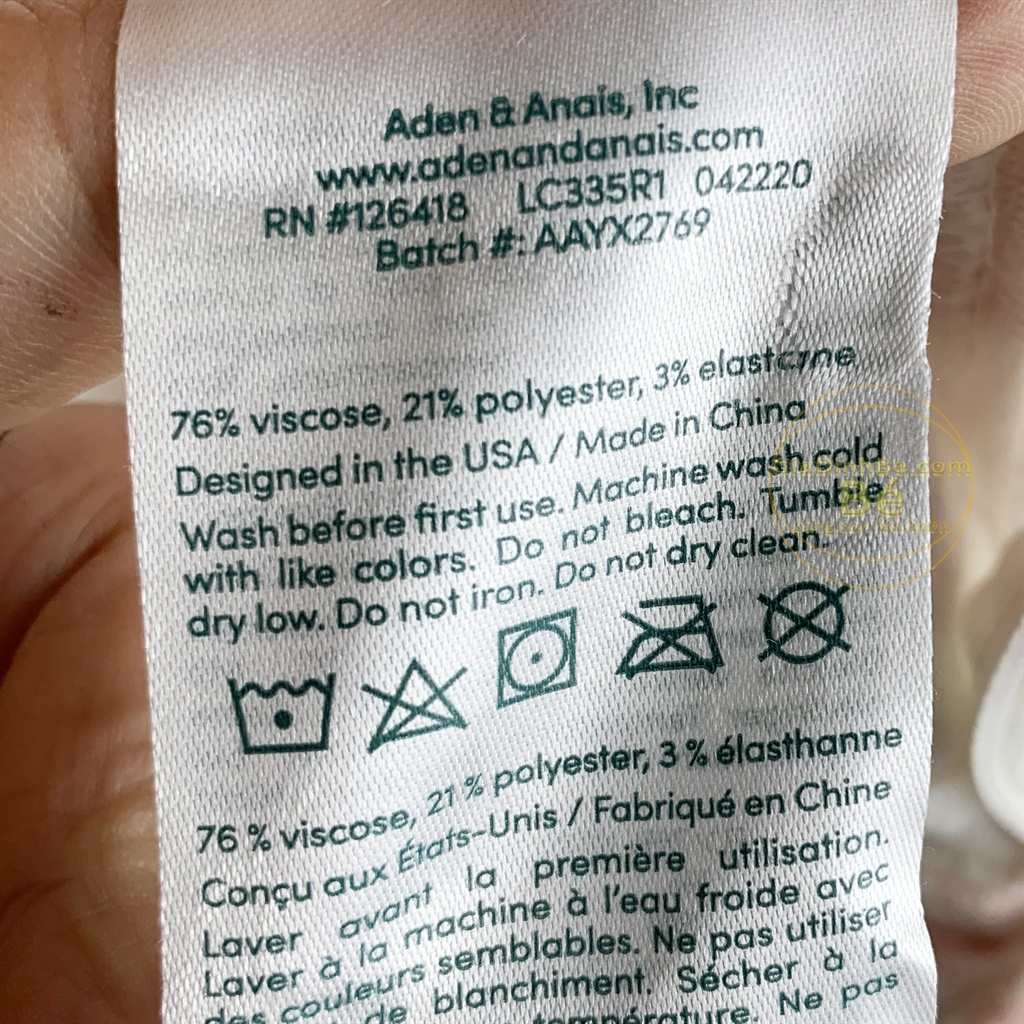 Aden & Anais, Inc
www.adenandanais.com
RN #126418 LC335R1 042220
Batch #: AAYX2769
76% viscose, 21% polyester, 3% elastane
Designed in the USA / Made in China
Wash before first use. Machine wash cold
with like colors. Do not bleach. Tumble
dry low. Do not iron. Do not dry clean.
Bé
76 % viscose, 21 % polyester, 3 % élasthanne
Conçu aux États-Unis / Fabriqué en Chine
Laver avant la première utilisation.
Laver à la machine à l'eau froide avec
des couleurs semblables. Ne pas utiliser
de blanchiment. Sécher à la
température. Ne pas